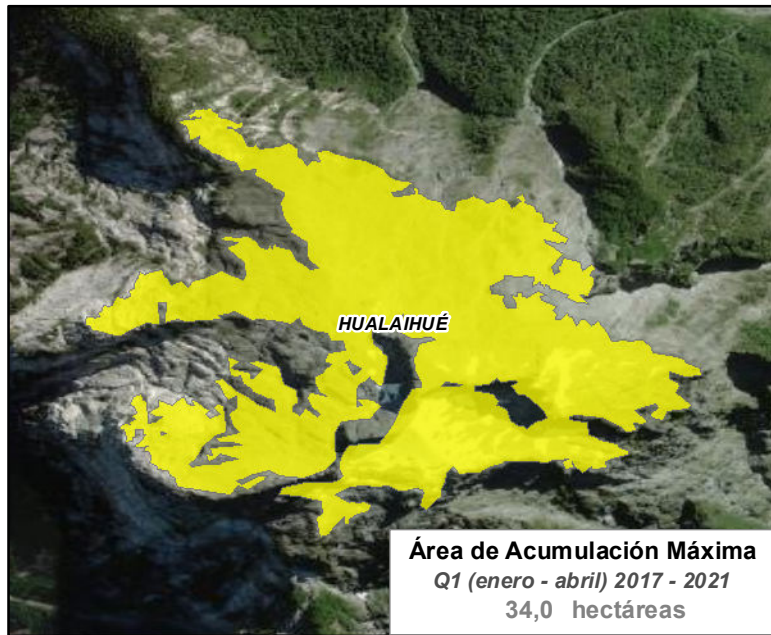 HUALAIHUÉ
Área de Acumulación Máxima
Q1 (enero - abril) 2017 - 2021
34,0 hectáreas